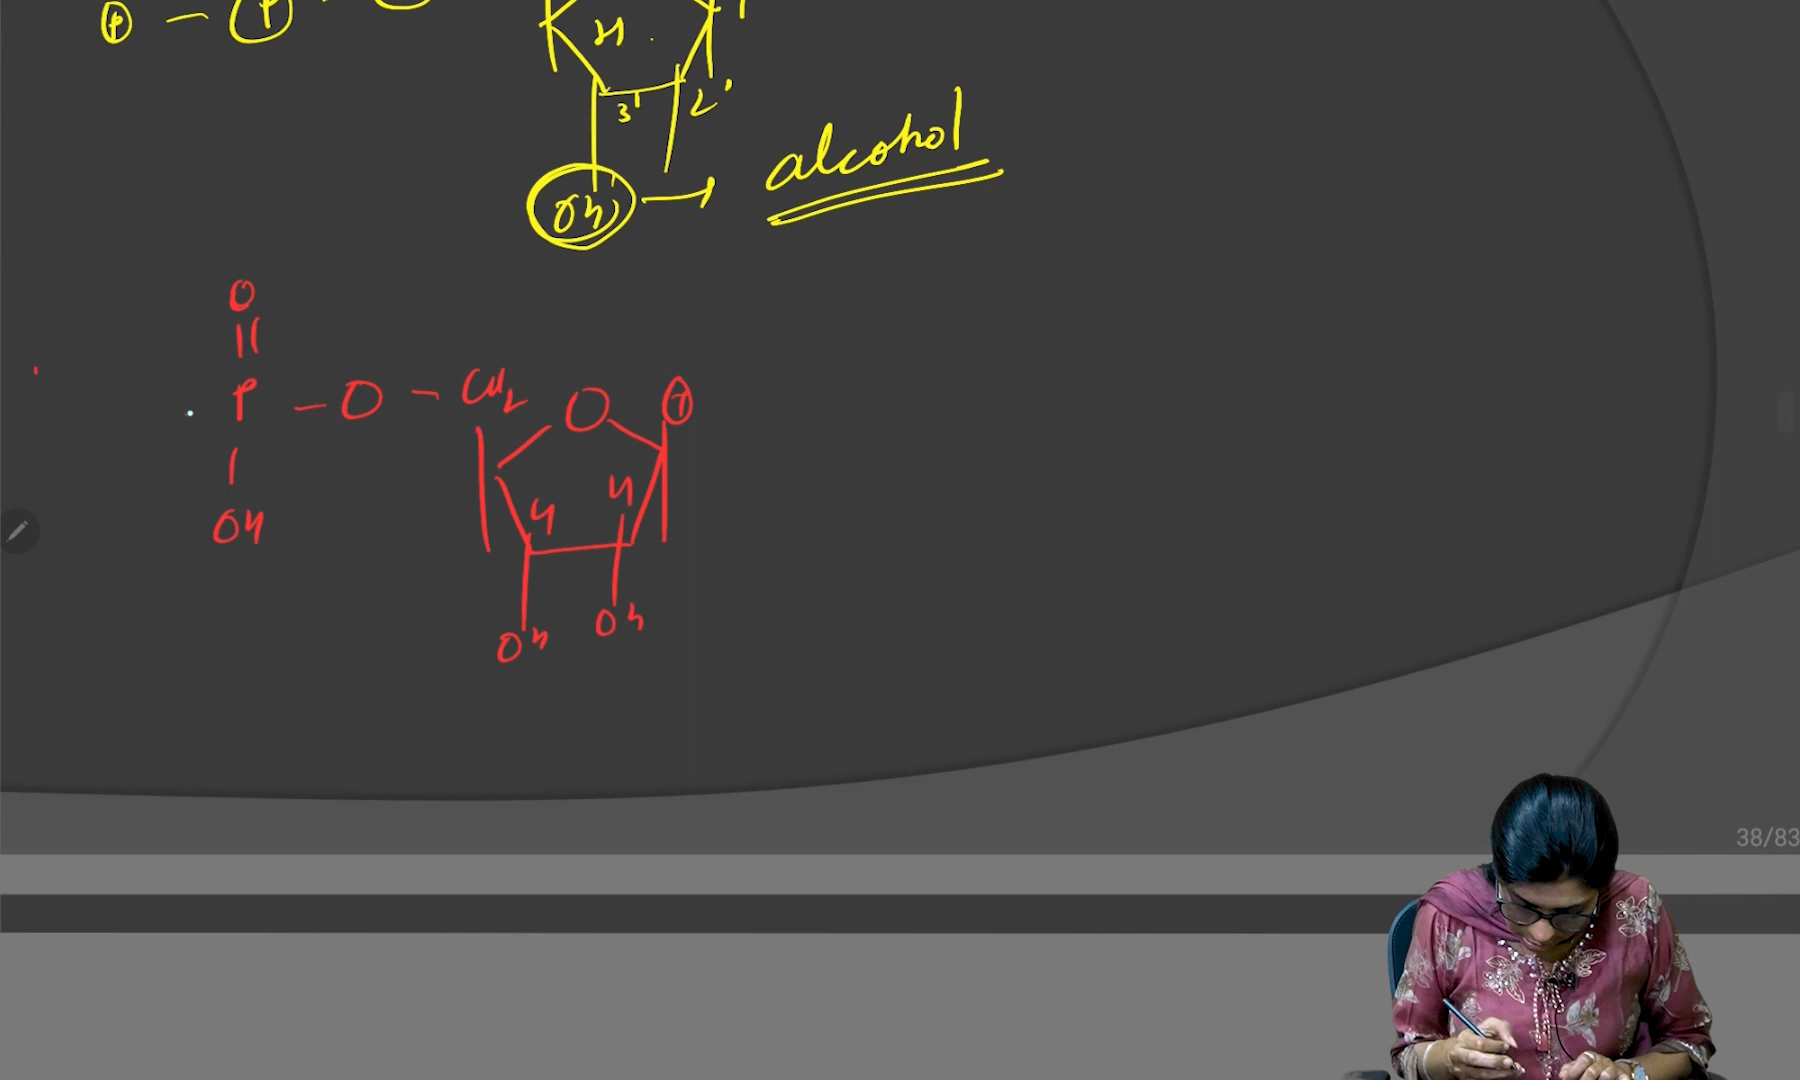 P — P
H
3' 2'
OH → alcohol
O
||
P — O — CH2 O T
|
OH
H H
OH OH
38/83